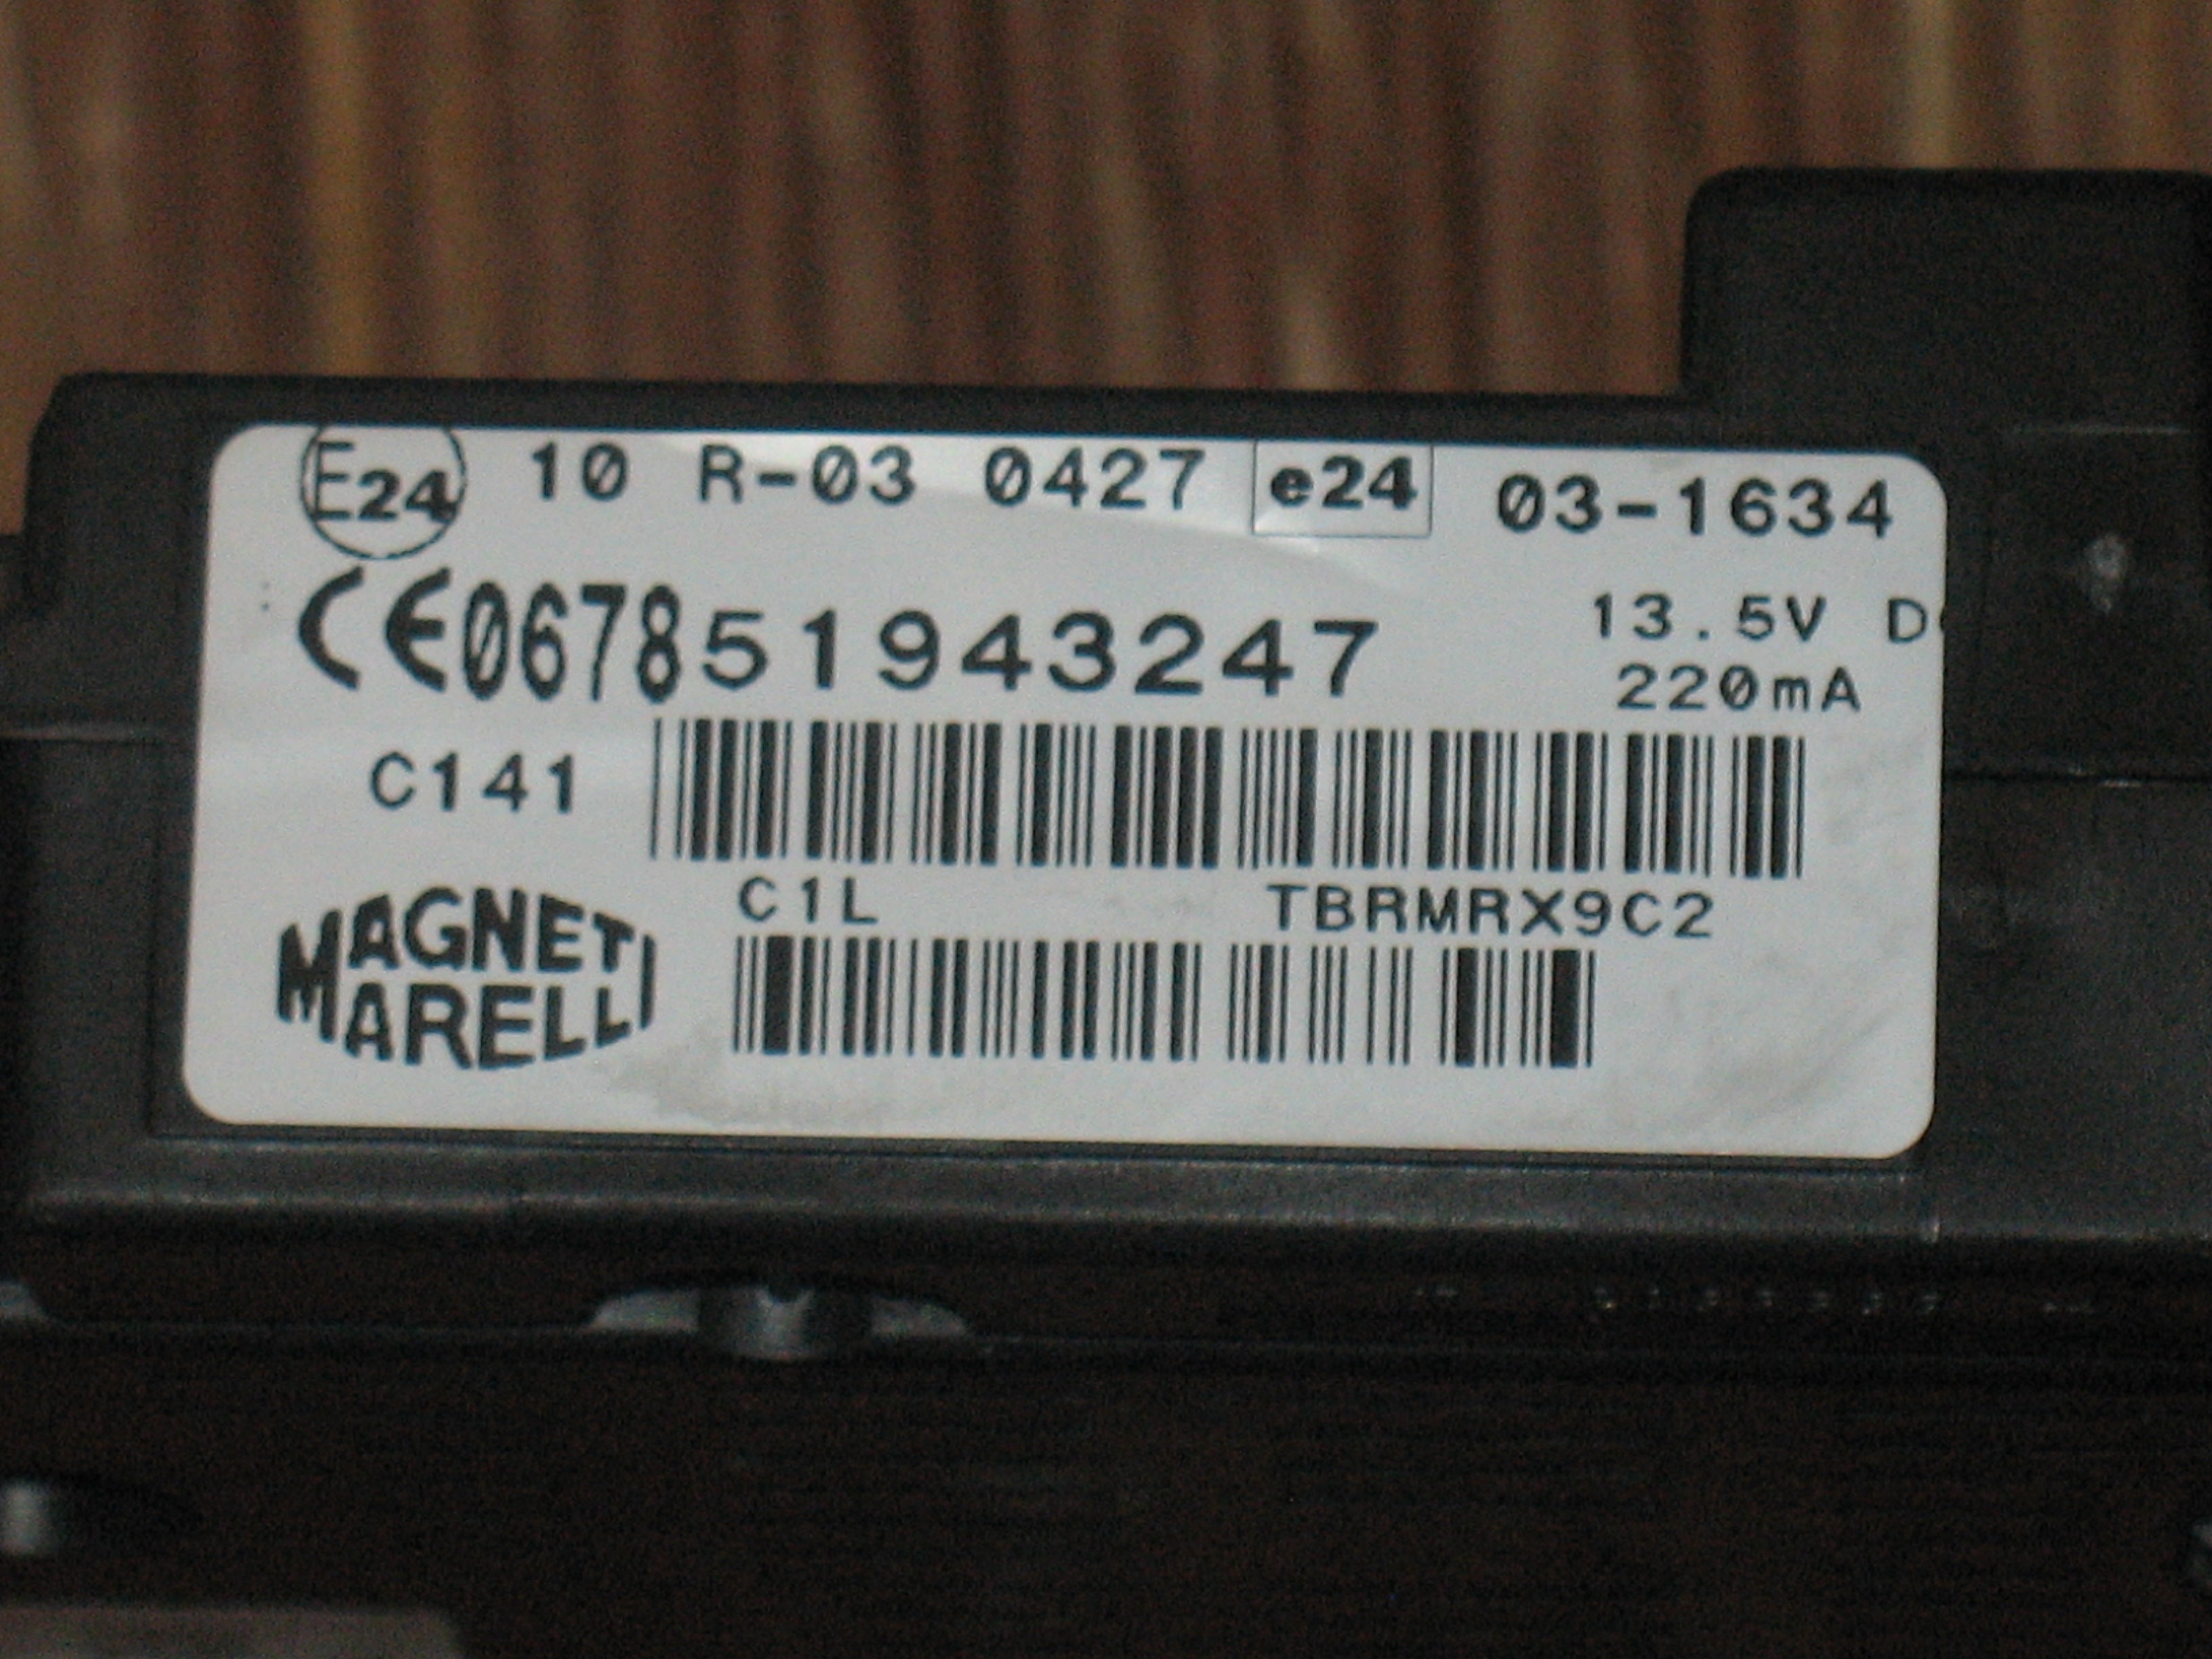 E24 10 R-03 0427 e24 03-1634
CE0678 51943247
13.5V D
220mA
C141
C1L TBRMRX9C2
MAGNETI
MARELLI